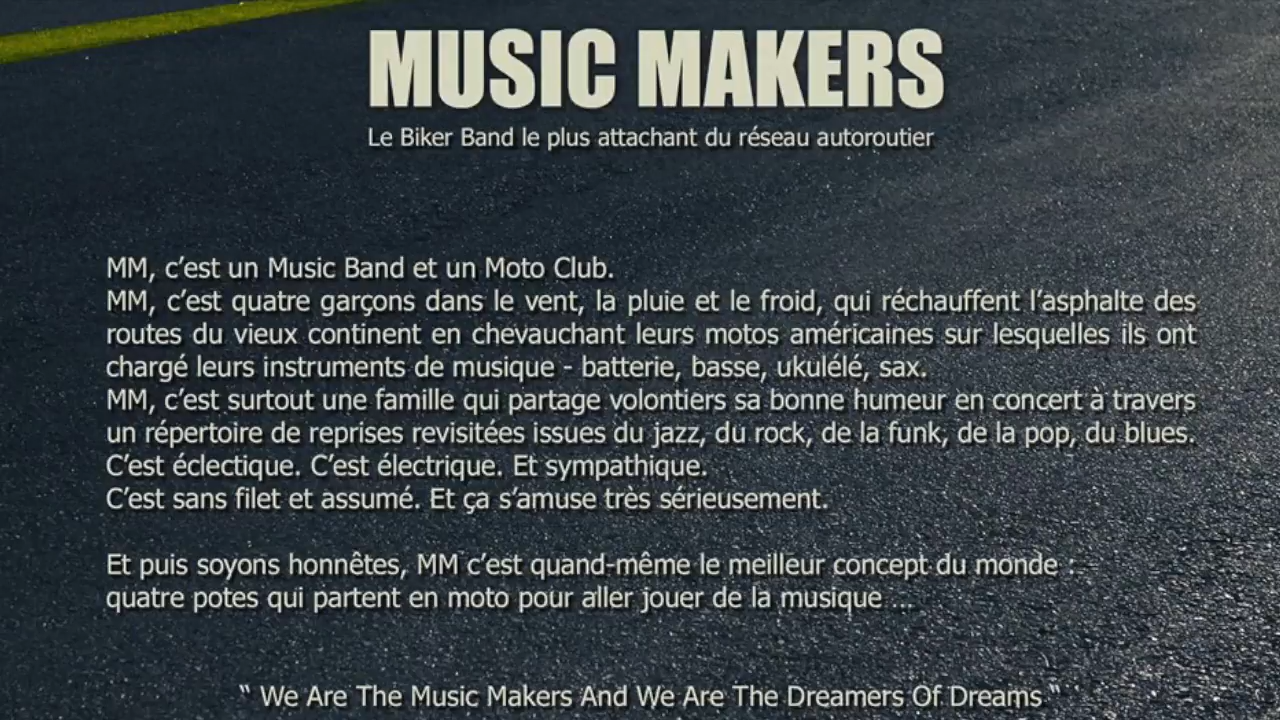 MUSIC MAKERS
Le Biker Band le plus attachant du réseau autoroutier
MM, c’est un Music Band et un Moto Club.
MM, c’est quatre garçons dans le vent, la pluie et le froid, qui réchauffent l’asphalte des
routes du vieux continent en chevauchant leurs motos américaines sur lesquelles ils ont
chargé leurs instruments de musique - batterie, basse, ukulélé, sax.
MM, c’est surtout une famille qui partage volontiers sa bonne humeur en concert à travers
un répertoire de reprises revisitées issues du jazz, du rock, de la funk, de la pop, du blues.
C’est éclectique. C’est électrique. Et sympathique.
C’est sans filet et assumé. Et ça s’amuse très sérieusement.
Et puis soyons honnêtes, MM c’est quand-même le meilleur concept du monde :
quatre potes qui partent en moto pour aller jouer de la musique ...
“ We Are The Music Makers And We Are The Dreamers Of Dreams “